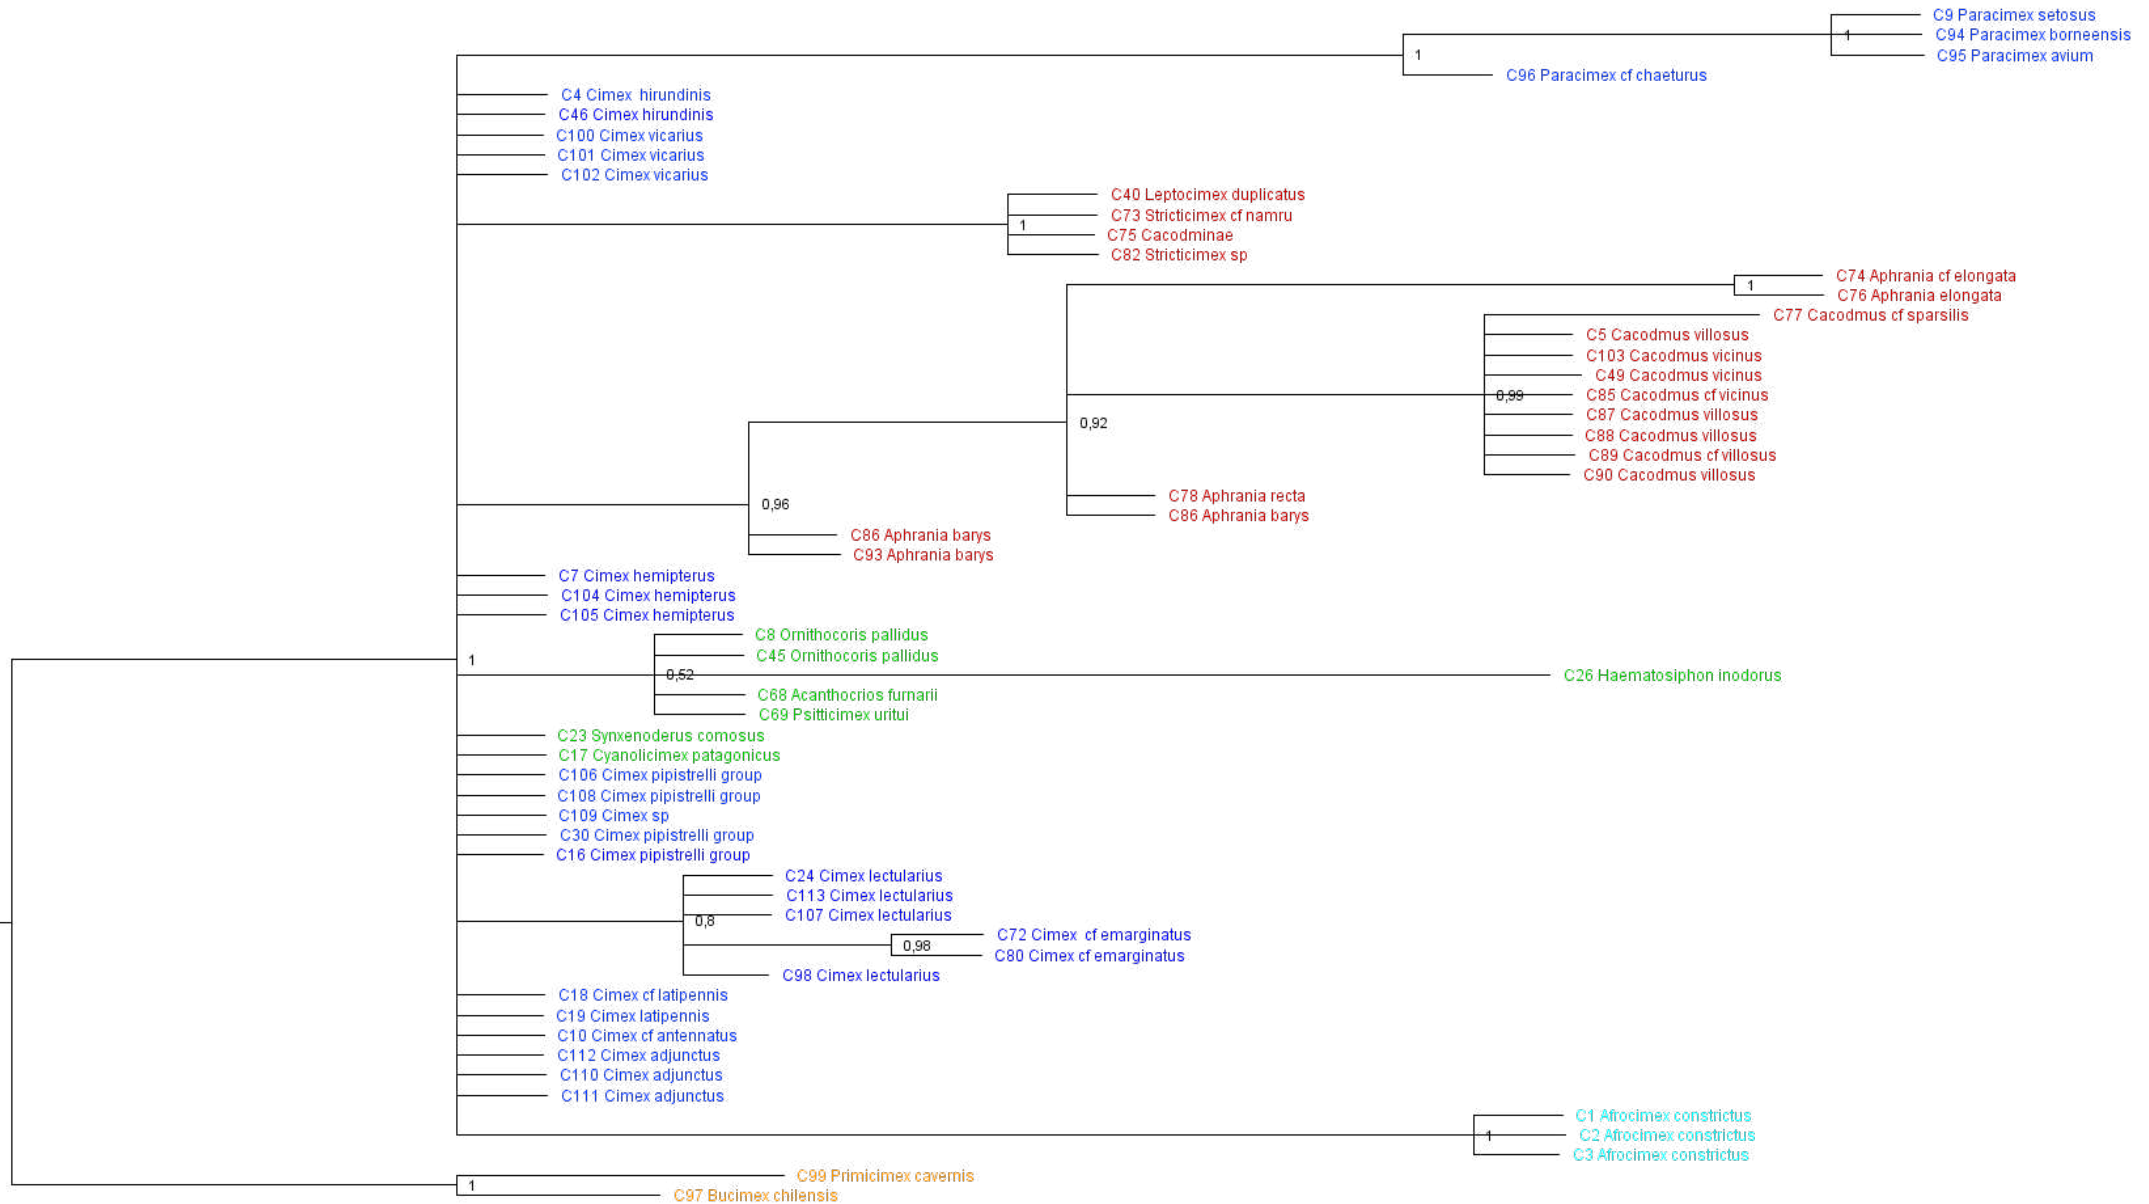 C9 Paracimex setosus
1
C94 Paracimex borneensis
1
C95 Paracimex avium
C96 Paracimex cf chaeturus
C4 Cimex  hirundinis
C46 Cimex hirundinis
C100 Cimex vicarius
C101 Cimex vicarius
C102 Cimex vicarius
C40 Leptocimex duplicatus
C73 Stricticimex cf namru
1
C75 Cacodminae
C82 Stricticimex sp
C74 Aphrania cf elongata
1
C76 Aphrania elongata
C77 Cacodmus cf sparsilis
C5 Cacodmus villosus
C103 Cacodmus vicinus
C49 Cacodmus vicinus
0,99
C85 Cacodmus cf vicinus
C87 Cacodmus villosus
0,92
C88 Cacodmus villosus
C89 Cacodmus cf villosus
C90 Cacodmus villosus
C78 Aphrania recta
0,96
C86 Aphrania barys
C86 Aphrania barys
C93 Aphrania barys
C7 Cimex hemipterus
C104 Cimex hemipterus
C105 Cimex hemipterus
C8 Ornithocoris pallidus
C45 Ornithocoris pallidus
1
0,52
C26 Haematosiphon inodorus
C68 Acanthocrios furnarii
C69 Psitticimex uritui
C23 Synxenoderus comosus
C17 Cyanolicimex patagonicus
C106 Cimex pipistrelli group
C108 Cimex pipistrelli group
C109 Cimex sp
C30 Cimex pipistrelli group
C16 Cimex pipistrelli group
C24 Cimex lectularius
C113 Cimex lectularius
C107 Cimex lectularius
0,8
C72 Cimex  cf emarginatus
0,98
C80 Cimex cf emarginatus
C98 Cimex lectularius
C18 Cimex cf latipennis
C19 Cimex latipennis
C10 Cimex cf antennatus
C112 Cimex adjunctus
C110 Cimex adjunctus
C111 Cimex adjunctus
C1 Afrocimex constrictus
1
C2 Afrocimex constrictus
C3 Afrocimex constrictus
C99 Primicimex cavernis
1
C97 Bucimex chilensis